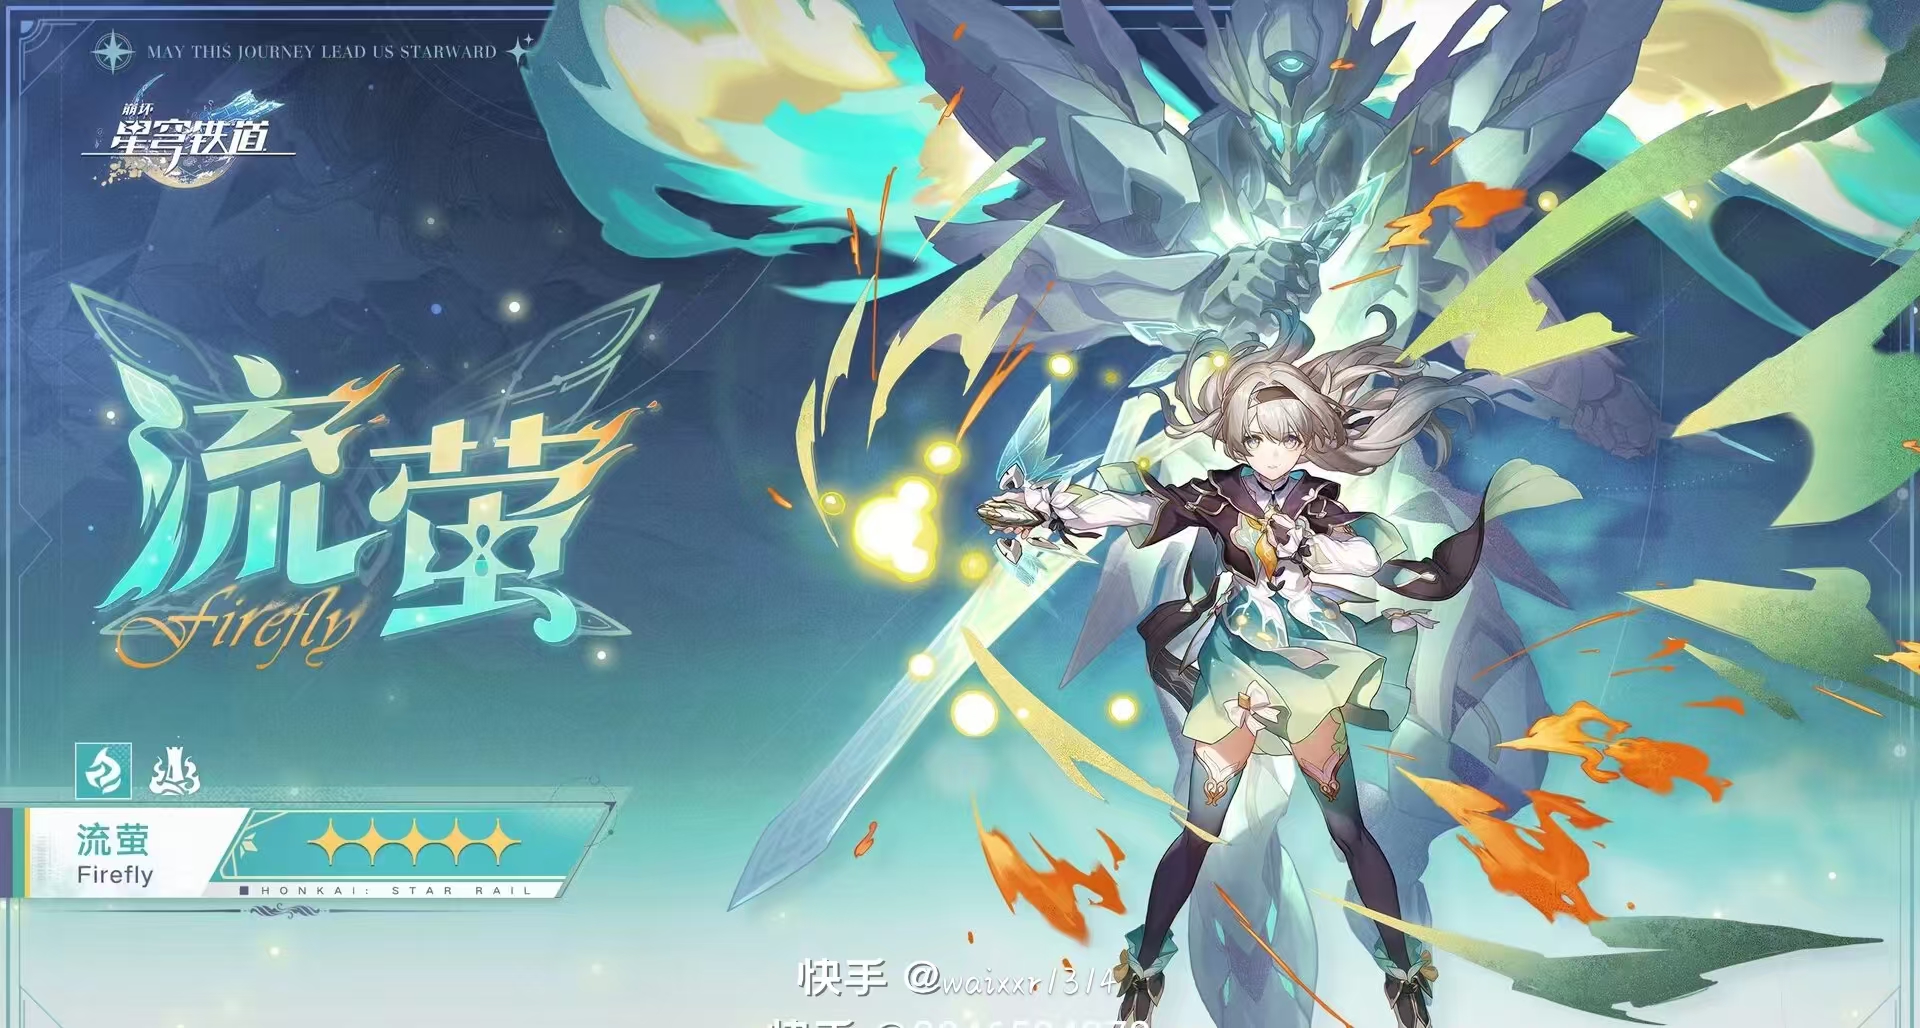 MAY THIS JOURNEY LEAD US STARWARD
崩坏
星穹铁道
流萤
Firefly
流萤
Firefly
HONKAI: STAR RAIL
快手 @waixxr1314